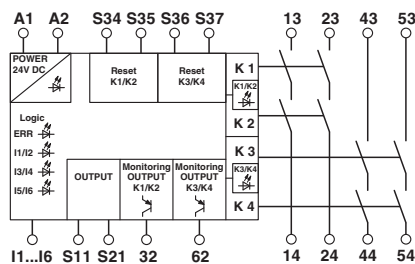 A1 A2 S34 S35 S36 S37 13 23 43 53
POWER
24V DC
Reset
K1/K2
Reset
K3/K4
K 1
K1/K2
K 2
Logic
ERR
I1/I2
I3/I4
I5/I6
OUTPUT
Monitoring
OUTPUT
K1/K2
Monitoring
OUTPUT
K3/K4
K 3
K3/K4
K 4
I1...I6 S11 S21 32 62 14 24 44 54